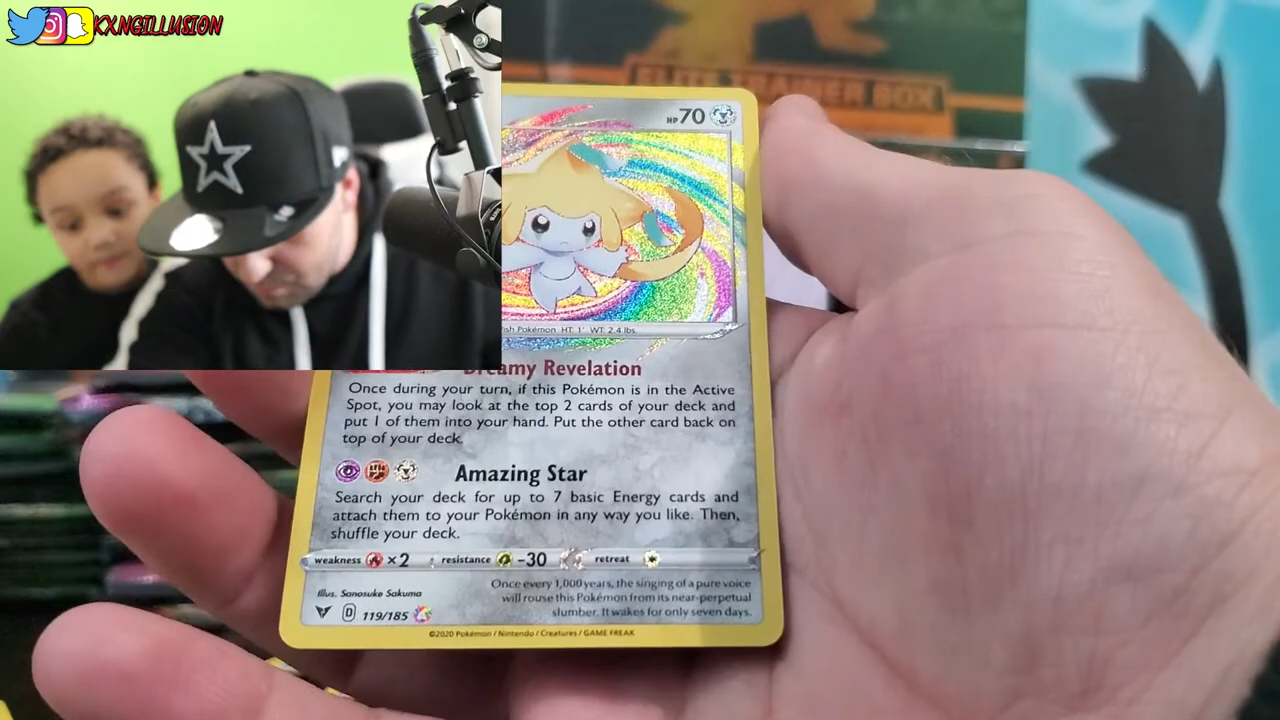 KXNGILLUSION
ELITE TRAINER BOX
HP 70
ish Pokémon HT: 1' WT: 2.4 lbs.
Dreamy Revelation
Once during your turn, if this Pokémon is in the Active
Spot, you may look at the top 2 cards of your deck and
put 1 of them into your hand. Put the other card back on
top of your deck.
Amazing Star
Search your deck for up to 7 basic Energy cards and
attach them to your Pokémon in any way you like. Then,
shuffle your deck.
weakness ×2 resistance -30 retreat
Illus. Sanosuke Sakuma
D 119/185
Once every 1,000 years, the singing of a pure voice
will rouse this Pokémon from its near-perpetual
slumber. It wakes for only seven days.
©2020 Pokémon / Nintendo / Creatures / GAME FREAK